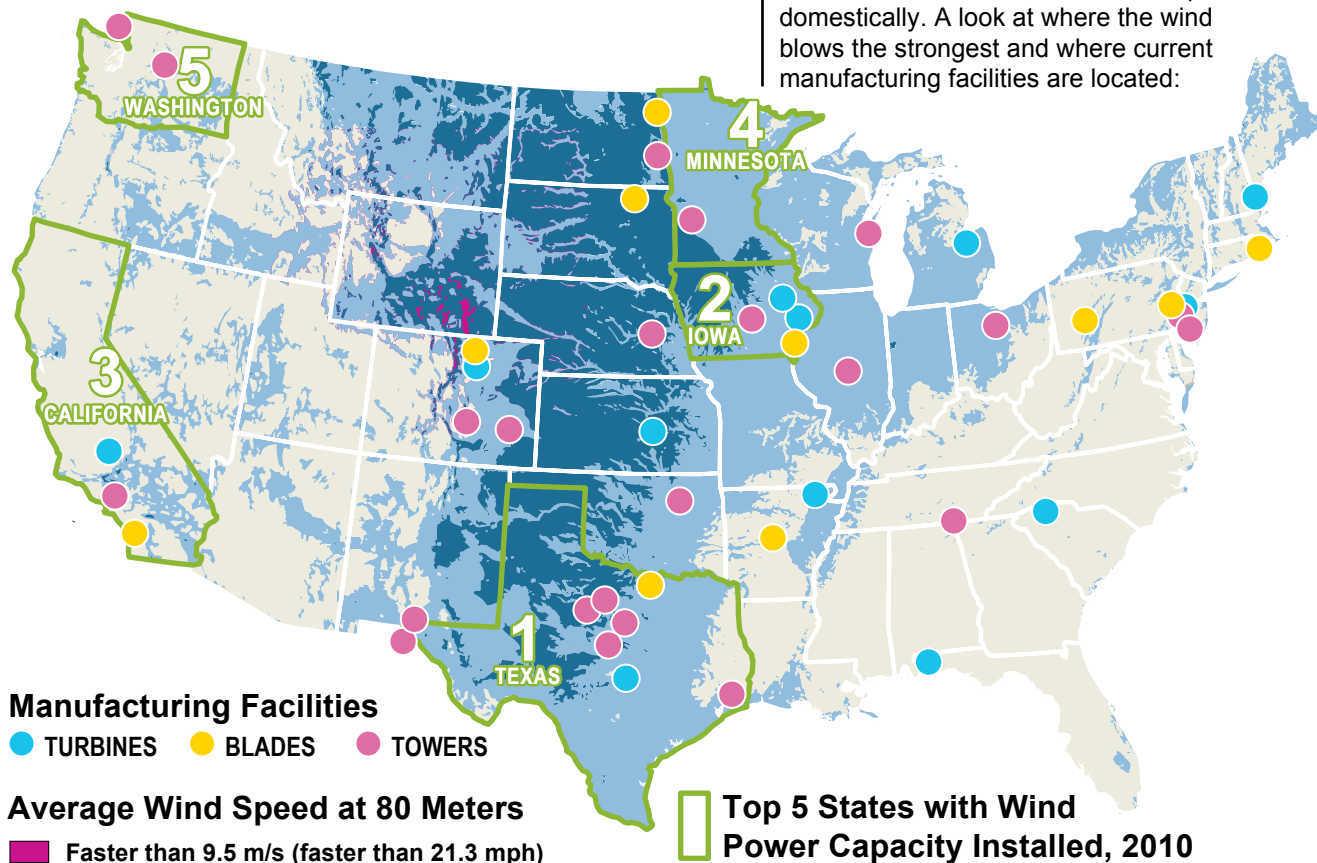 domestically. A look at where the wind
blows the strongest and where current
manufacturing facilities are located:
5
WASHINGTON
4
MINNESOTA
2
IOWA
3
CALIFORNIA
1
TEXAS
Manufacturing Facilities
TURBINES BLADES TOWERS
Average Wind Speed at 80 Meters
Faster than 9.5 m/s (faster than 21.3 mph)
Top 5 States with Wind
Power Capacity Installed, 2010